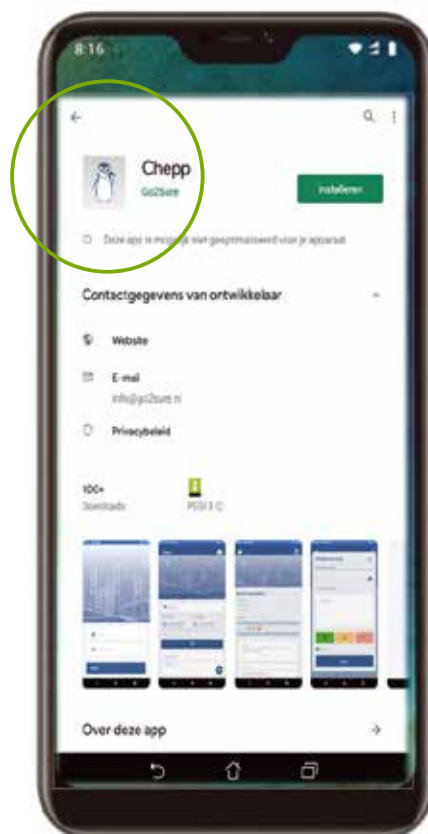 8:16
Chepp
Go2Sure
Installeren
Deze app is mogelijk niet geoptimaliseerd voor je apparaat
Contactgegevens van ontwikkelaar
Website
E-mail
info@go2sure.nl
Privacybeleid
100+
Downloads
PEGI 3
Over deze app